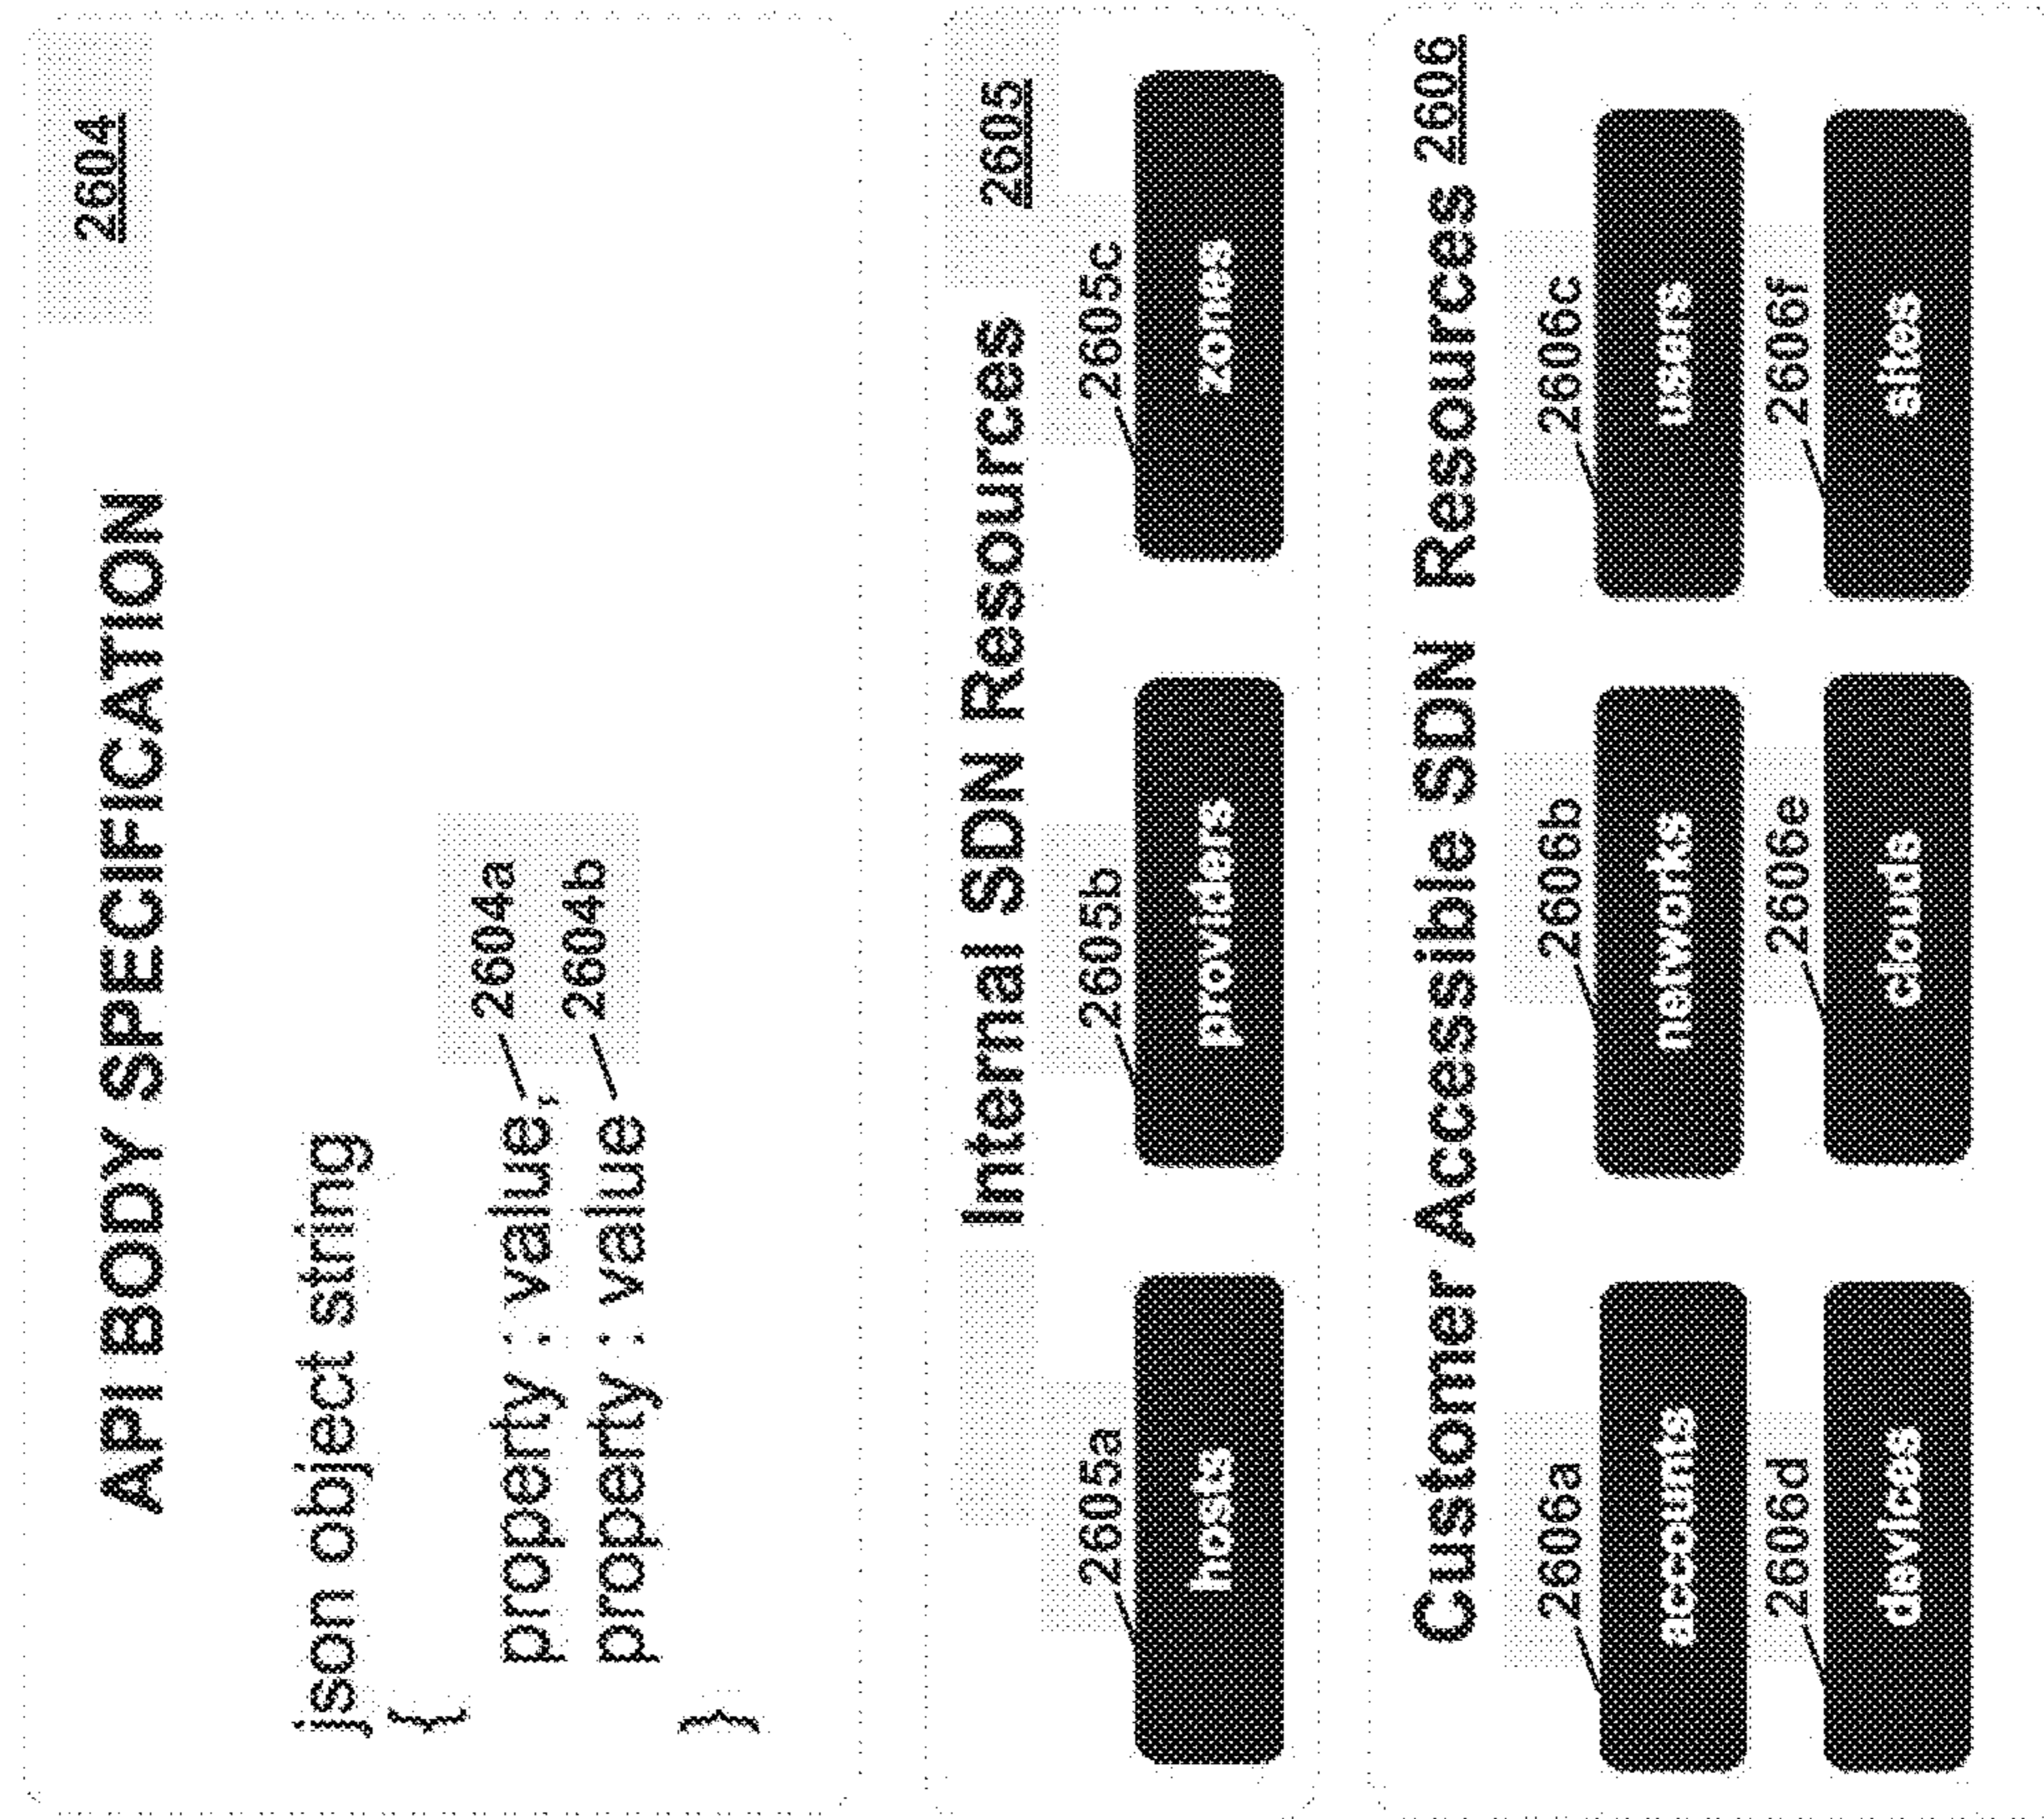 API BODY SPECIFICATION 2604
json object string
{
property : value, 2604a
property : value 2604b
}
Internal SDN Resources 2605
2605a 2605b 2605c
hosts providers zones
Customer Accessible SDN Resources 2606
2606a 2606b 2606c
accounts networks users
2606d 2606e 2606f
devices clouds sites